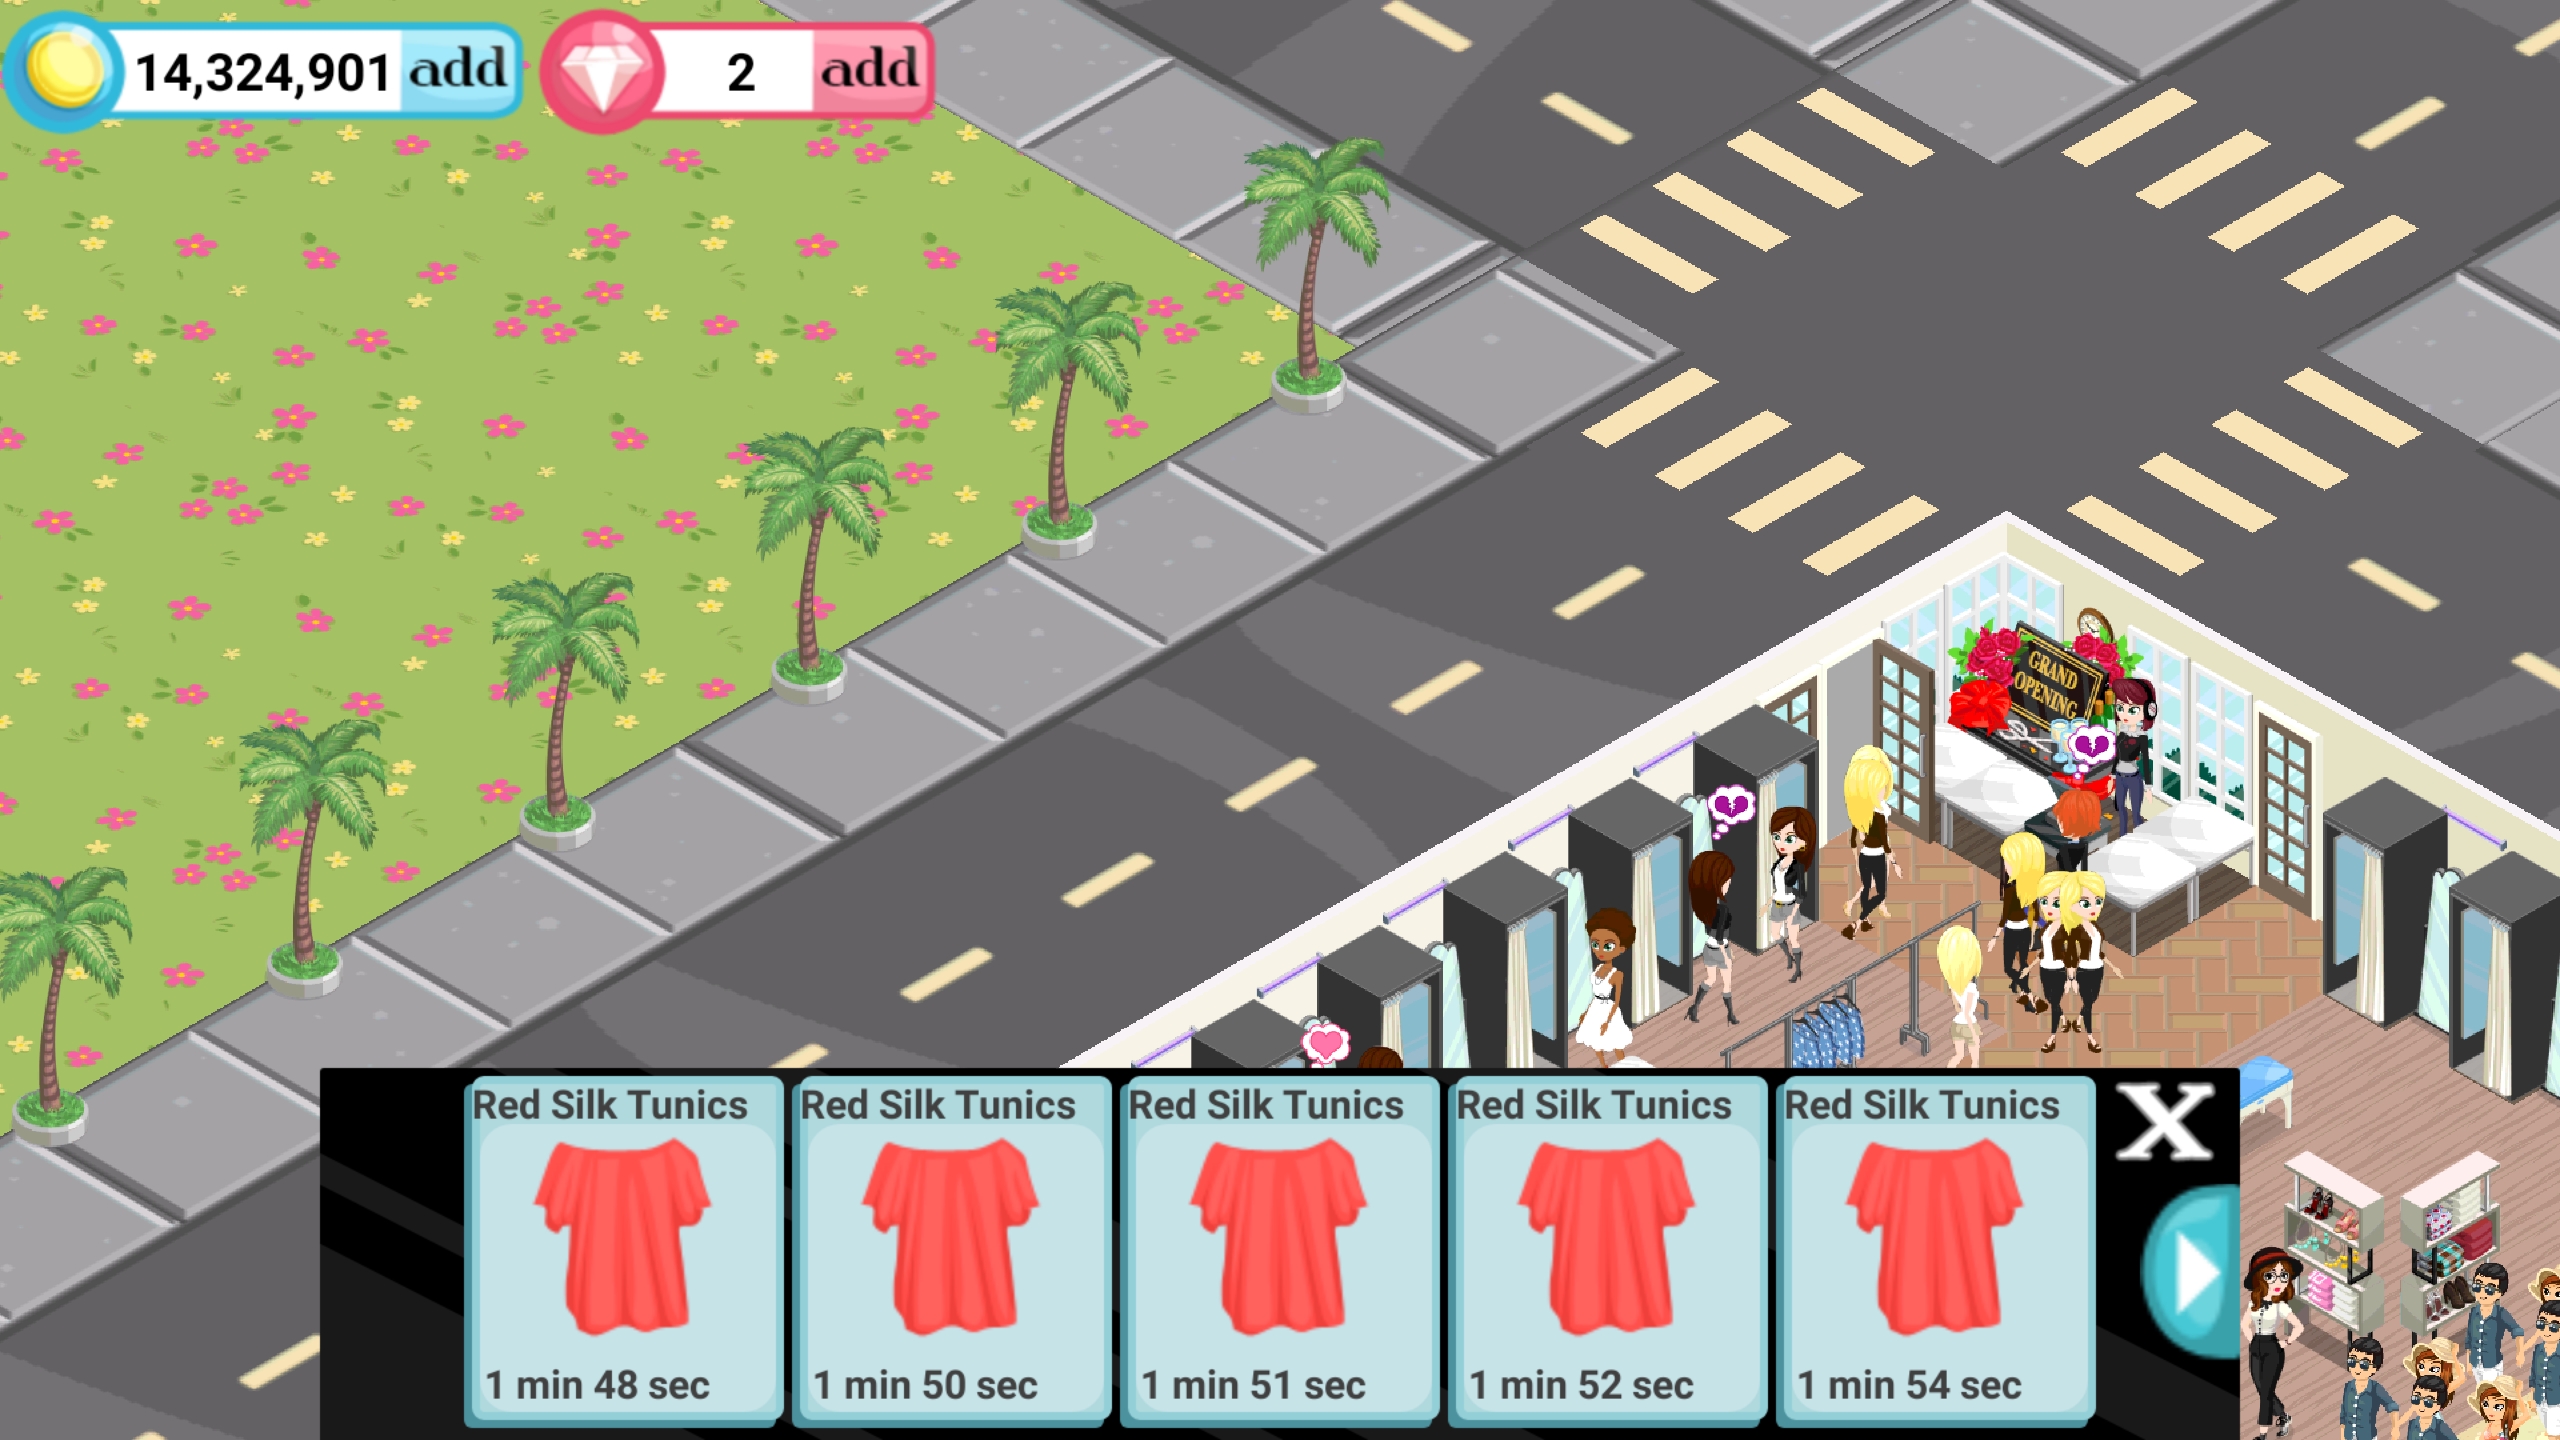 14,324,901 add 2 add
GRAND
OPENING
Red Silk Tunics Red Silk Tunics Red Silk Tunics Red Silk Tunics Red Silk Tunics X
1 min 48 sec 1 min 50 sec 1 min 51 sec 1 min 52 sec 1 min 54 sec